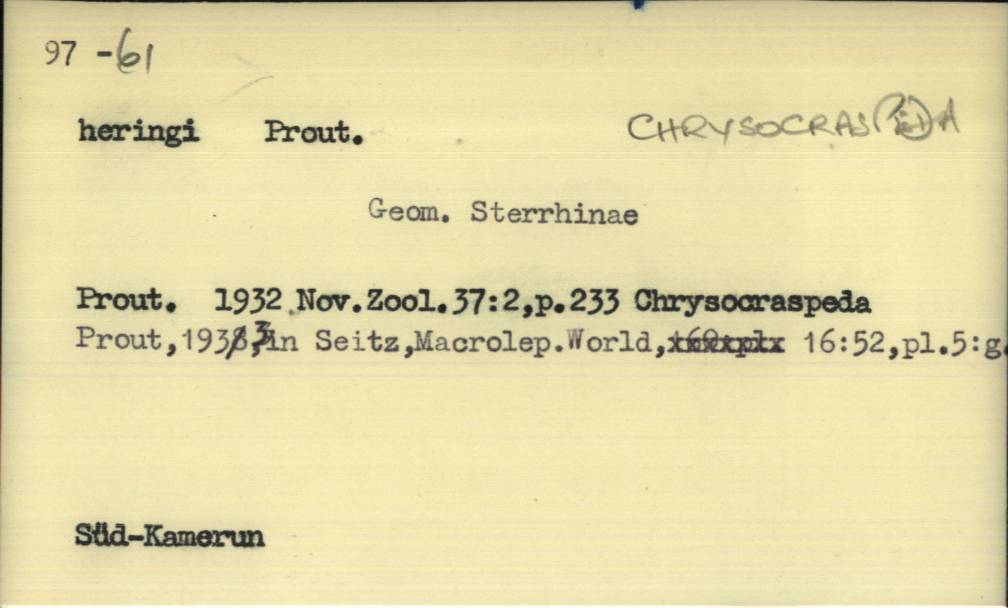 97 -61
heringi Prout. CHRYSOCRASPEDA
Geom. Sterrhinae
Prout. 1932 Nov.Zool.37:2,p.233 Chrysocraspeda
Prout,1933,in Seitz,Macrolep.World, 16:52,pl.5:g.
Süd-Kamerun